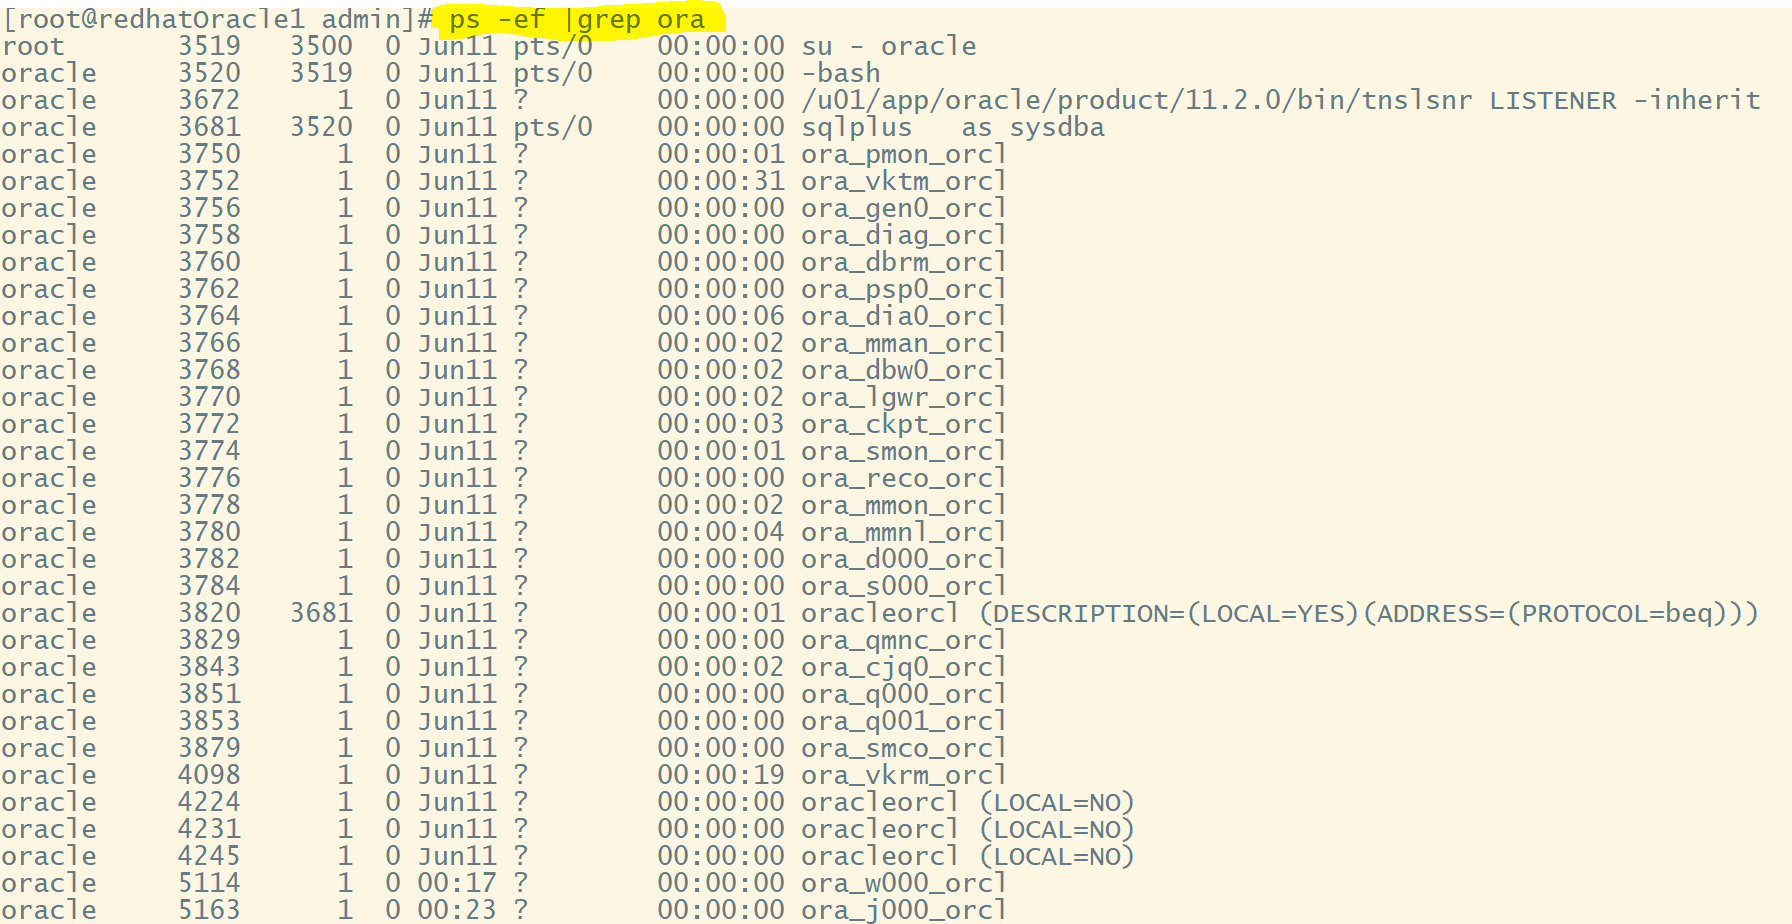 [root@redhatOracle1 admin]# ps -ef |grep ora
root 3519 3500 0 Jun11 pts/0 00:00:00 su - oracle
oracle 3520 3519 0 Jun11 pts/0 00:00:00 -bash
oracle 3672 1 0 Jun11 ? 00:00:00 /u01/app/oracle/product/11.2.0/bin/tnslsnr LISTENER -inherit
oracle 3681 3520 0 Jun11 pts/0 00:00:00 sqlplus as sysdba
oracle 3750 1 0 Jun11 ? 00:00:01 ora_pmon_orcl
oracle 3752 1 0 Jun11 ? 00:00:31 ora_vktm_orcl
oracle 3756 1 0 Jun11 ? 00:00:00 ora_gen0_orcl
oracle 3758 1 0 Jun11 ? 00:00:00 ora_diag_orcl
oracle 3760 1 0 Jun11 ? 00:00:00 ora_dbrm_orcl
oracle 3762 1 0 Jun11 ? 00:00:00 ora_psp0_orcl
oracle 3764 1 0 Jun11 ? 00:00:06 ora_dia0_orcl
oracle 3766 1 0 Jun11 ? 00:00:02 ora_mman_orcl
oracle 3768 1 0 Jun11 ? 00:00:02 ora_dbw0_orcl
oracle 3770 1 0 Jun11 ? 00:00:02 ora_lgwr_orcl
oracle 3772 1 0 Jun11 ? 00:00:03 ora_ckpt_orcl
oracle 3774 1 0 Jun11 ? 00:00:01 ora_smon_orcl
oracle 3776 1 0 Jun11 ? 00:00:00 ora_reco_orcl
oracle 3778 1 0 Jun11 ? 00:00:02 ora_mmon_orcl
oracle 3780 1 0 Jun11 ? 00:00:04 ora_mmnl_orcl
oracle 3782 1 0 Jun11 ? 00:00:00 ora_d000_orcl
oracle 3784 1 0 Jun11 ? 00:00:00 ora_s000_orcl
oracle 3820 3681 0 Jun11 ? 00:00:01 oracleorcl (DESCRIPTION=(LOCAL=YES)(ADDRESS=(PROTOCOL=beq)))
oracle 3829 1 0 Jun11 ? 00:00:00 ora_qmnc_orcl
oracle 3843 1 0 Jun11 ? 00:00:02 ora_cjq0_orcl
oracle 3851 1 0 Jun11 ? 00:00:00 ora_q000_orcl
oracle 3853 1 0 Jun11 ? 00:00:00 ora_q001_orcl
oracle 3879 1 0 Jun11 ? 00:00:00 ora_smco_orcl
oracle 4098 1 0 Jun11 ? 00:00:19 ora_vkrm_orcl
oracle 4224 1 0 Jun11 ? 00:00:00 oracleorcl (LOCAL=NO)
oracle 4231 1 0 Jun11 ? 00:00:00 oracleorcl (LOCAL=NO)
oracle 4245 1 0 Jun11 ? 00:00:00 oracleorcl (LOCAL=NO)
oracle 5114 1 0 00:17 ? 00:00:00 ora_w000_orcl
oracle 5163 1 0 00:23 ? 00:00:00 ora_j000_orcl